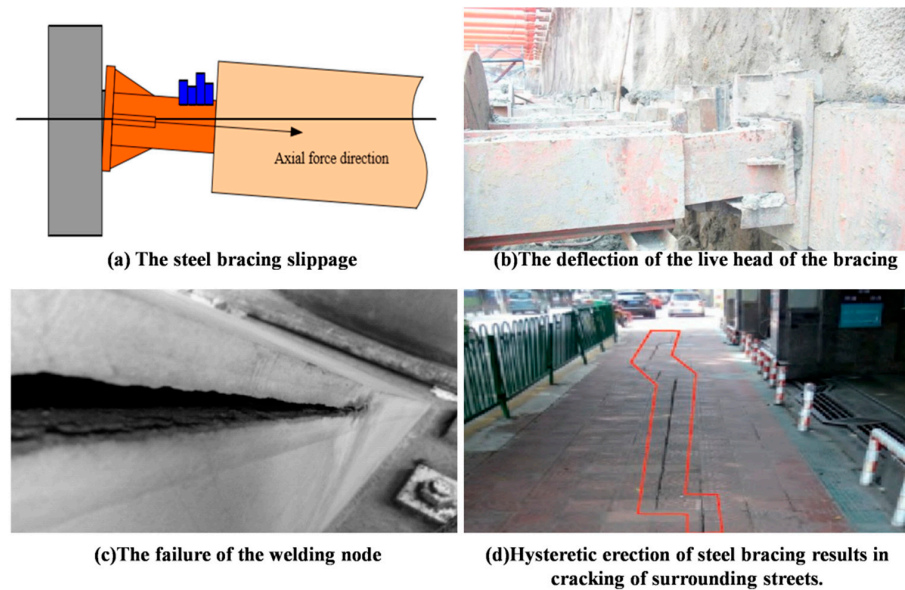 Axial force direction
(a) The steel bracing slippage
(b)The deflection of the live head of the bracing
(c)The failure of the welding node
(d)Hysteretic erection of steel bracing results in
cracking of surrounding streets.